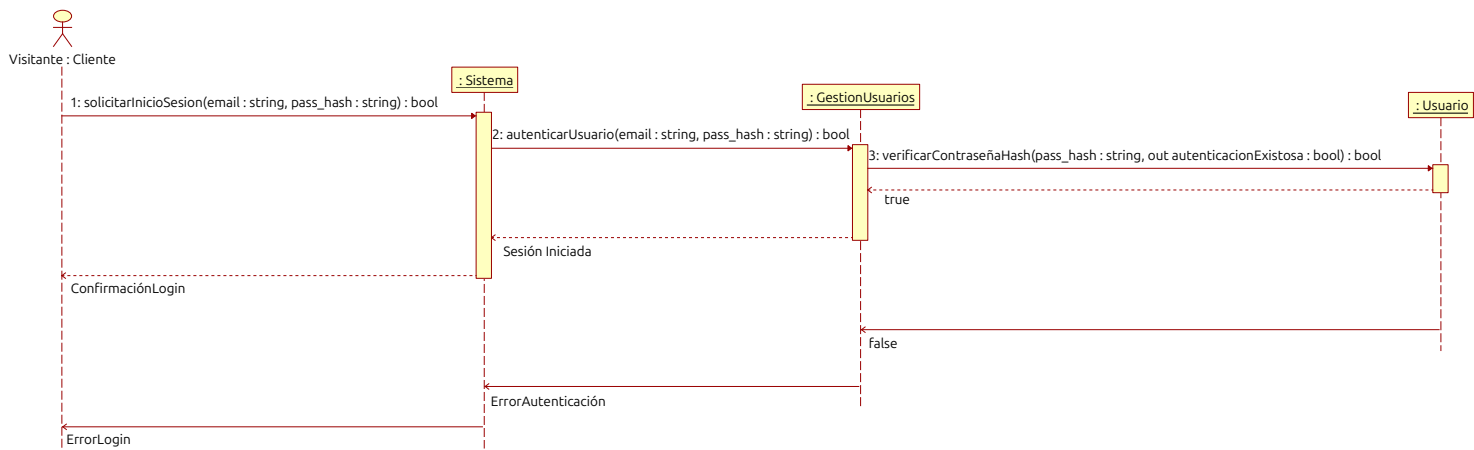 Visitante : Cliente
: Sistema
: GestionUsuarios
: Usuario
1: solicitarInicioSesion(email : string, pass_hash : string) : bool
2: autenticarUsuario(email : string, pass_hash : string) : bool
3: verificarContraseñaHash(pass_hash : string, out autenticacionExistosa : bool) : bool
true
Sesión Iniciada
ConfirmaciónLogin
false
ErrorAutenticación
ErrorLogin